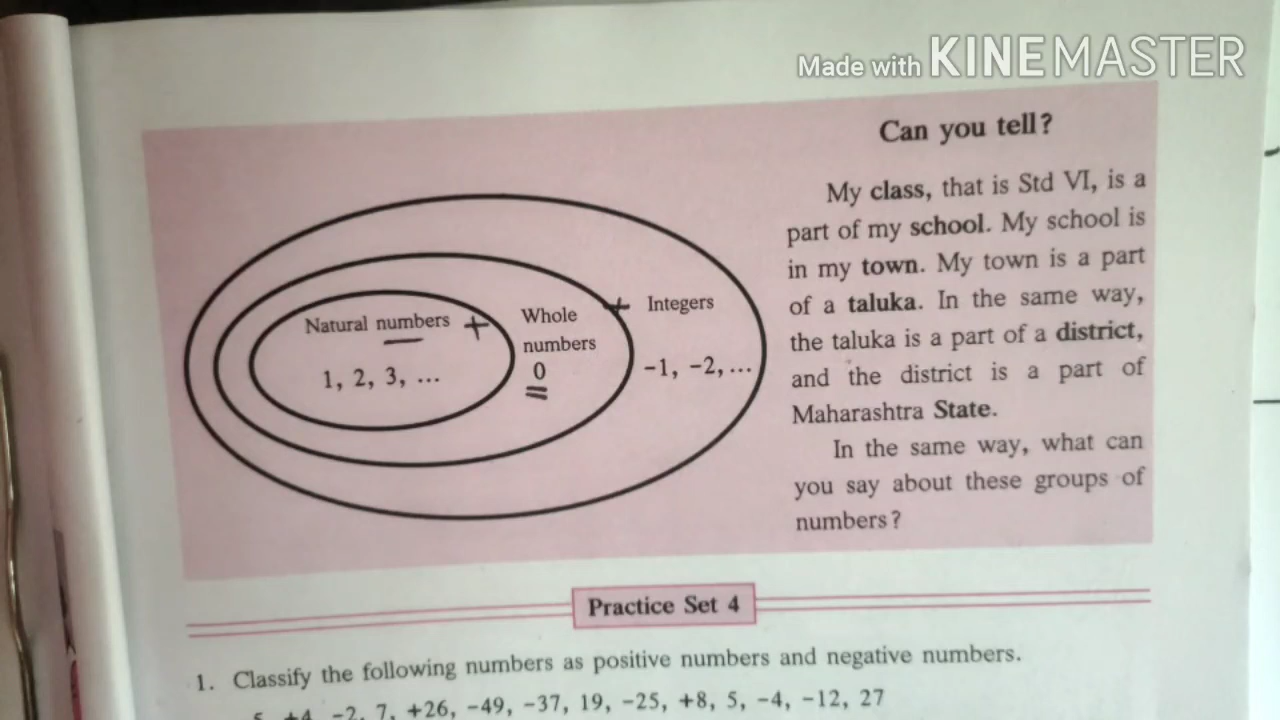 Made with KINEMASTER
Can you tell?
My class, that is Std VI, is a
part of my school. My school is
in my town. My town is a part
of a taluka. In the same way,
the taluka is a part of a district,
and the district is a part of
Maharashtra State.
In the same way, what can
you say about these groups of
numbers?
Natural numbers +
1, 2, 3, ...
Whole
numbers
0
+ Integers
-1, -2, ...
Practice Set 4
1. Classify the following numbers as positive numbers and negative numbers.
-2, 7, +26, -49, -37, 19, -25, +8, 5, -4, -12, 27